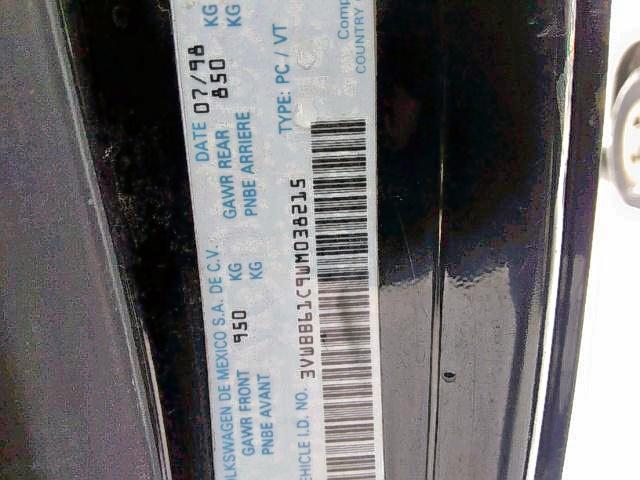 LKSWAGEN DE MEXICO S.A. DE C.V. DATE 07/98
GAWR FRONT 950 KG GAWR REAR 850 KG
PNBE AVANT KG PNBE ARRIERE KG
TYPE: PC / VT
EHICLE I.D. NO. 3VWBB61C9WM038215
Comp
COUNTRY